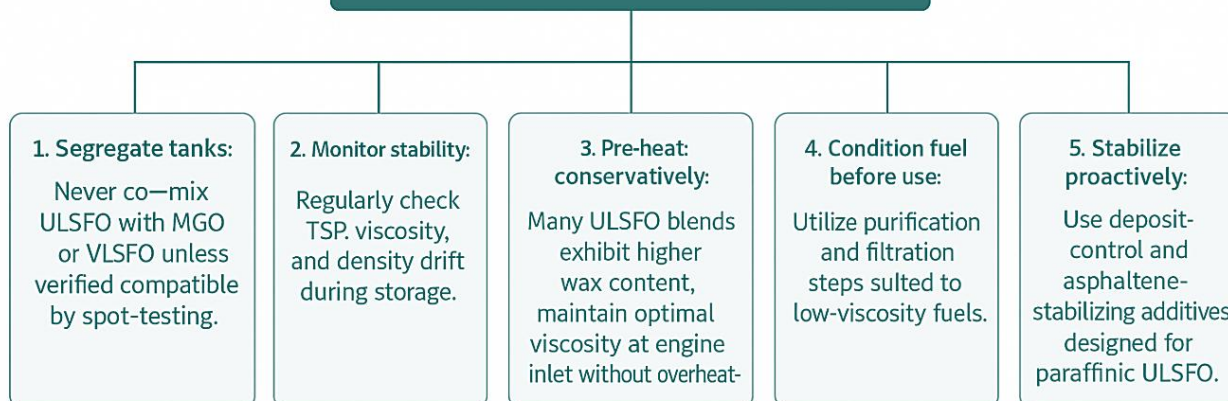 1. Segregate tanks:
Never co—mix
ULSFO with MGO
or VLSFO unless
verified compatible
by spot-testing.
2. Monitor stability:
Regularly check
TSP. viscosity,
and density drift
during storage.
3. Pre-heat:
conservatively:
Many ULSFO blends
exhibit higher
wax content,
maintain optimal
viscosity at engine
inlet without overheat-
4. Condition fuel
before use:
Utilize purification
and filtration
steps sulted to
low-viscosity fuels.
5. Stabilize
proactively:
Use deposit-
control and
asphaltene-
stabilizing additives
designed for
paraffinic ULSFO.